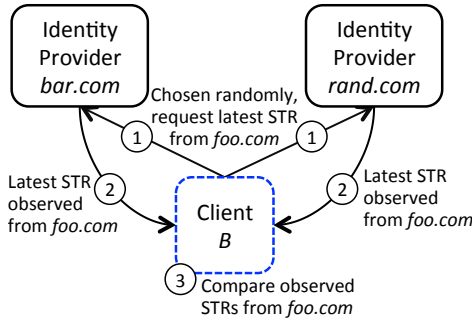 Identity
Provider
bar.com
Identity
Provider
rand.com
Chosen randomly,
request latest STR
from foo.com
1
1
Latest STR
observed
from foo.com
2
2
Latest STR
observed
from foo.com
Client
B
3
Compare observed
STRs from foo.com